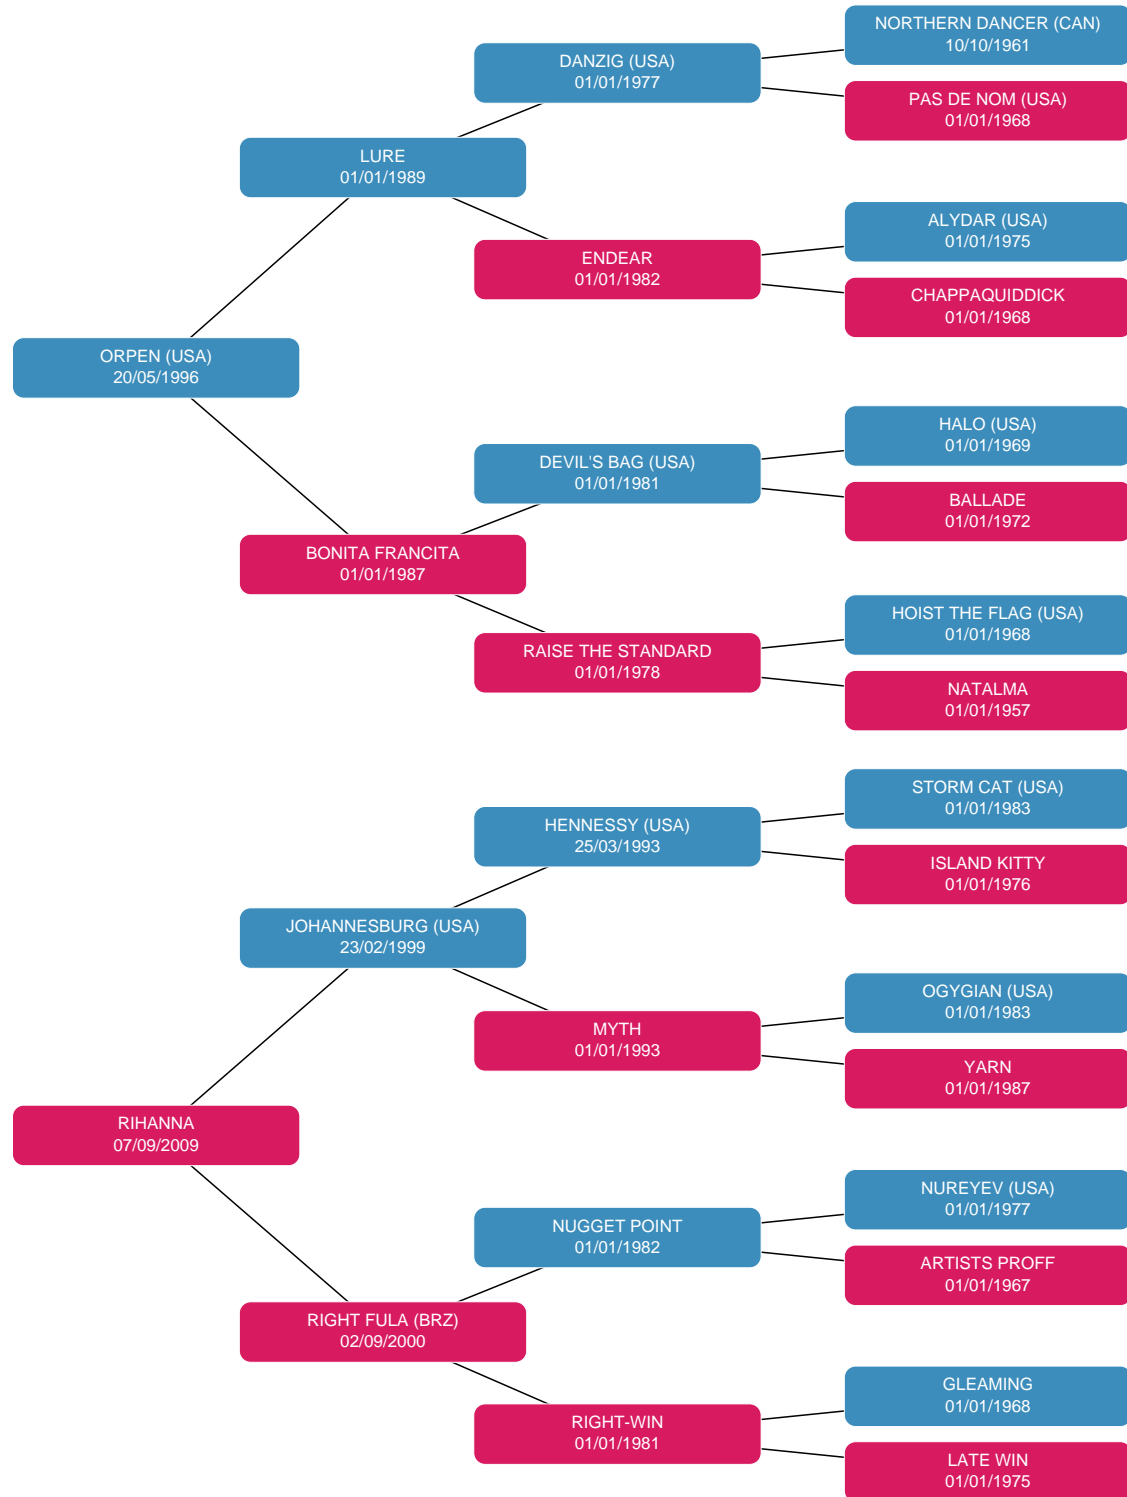 NORTHERN DANCER (CAN)
10/10/1961
DANZIG (USA)
01/01/1977
PAS DE NOM (USA)
01/01/1968
LURE
01/01/1989
ALYDAR (USA)
01/01/1975
ENDEAR
01/01/1982
CHAPPAQUIDDICK
01/01/1968
ORPEN (USA)
20/05/1996
HALO (USA)
01/01/1969
DEVIL'S BAG (USA)
01/01/1981
BALLADE
01/01/1972
BONITA FRANCITA
01/01/1987
HOIST THE FLAG (USA)
01/01/1968
RAISE THE STANDARD
01/01/1978
NATALMA
01/01/1957
STORM CAT (USA)
01/01/1983
HENNESSY (USA)
25/03/1993
ISLAND KITTY
01/01/1976
JOHANNESBURG (USA)
23/02/1999
OGYGIAN (USA)
01/01/1983
MYTH
01/01/1993
YARN
01/01/1987
RIHANNA
07/09/2009
NUREYEV (USA)
01/01/1977
NUGGET POINT
01/01/1982
ARTISTS PROFF
01/01/1967
RIGHT FULA (BRZ)
02/09/2000
GLEAMING
01/01/1968
RIGHT-WIN
01/01/1981
LATE WIN
01/01/1975